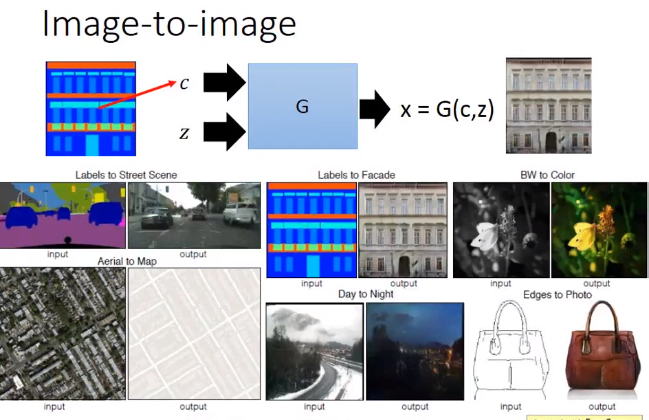 Image-to-image
c
G
x = G(c,z)
z
Labels to Street Scene
Labels to Facade
BW to Color
input
output
input
output
input
output
Aerial to Map
Day to Night
Edges to Photo
input
output
input
output
input
output